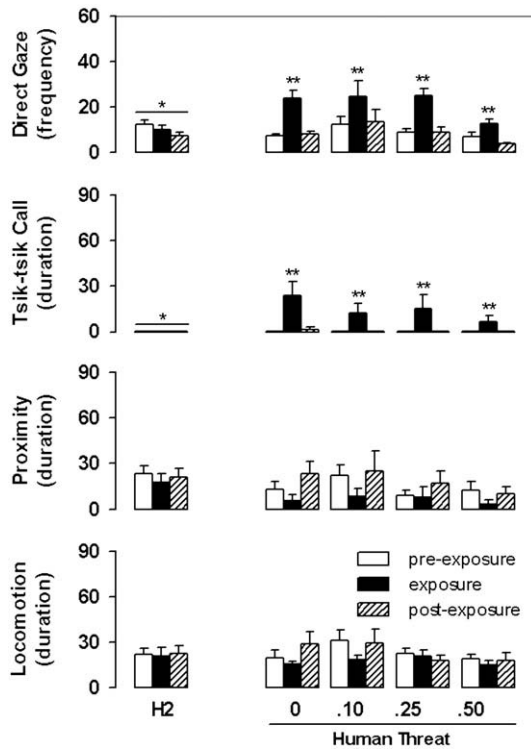 60
40
20
0
Direct Gaze
(frequency)
*
**
**
**
**
90
60
30
0
Tsik-tsik Call
(duration)
*
**
**
**
**
90
60
30
0
Proximity
(duration)
90
60
30
0
Locomotion
(duration)
pre-exposure
exposure
post-exposure
H2
0 .10 .25 .50
Human Threat